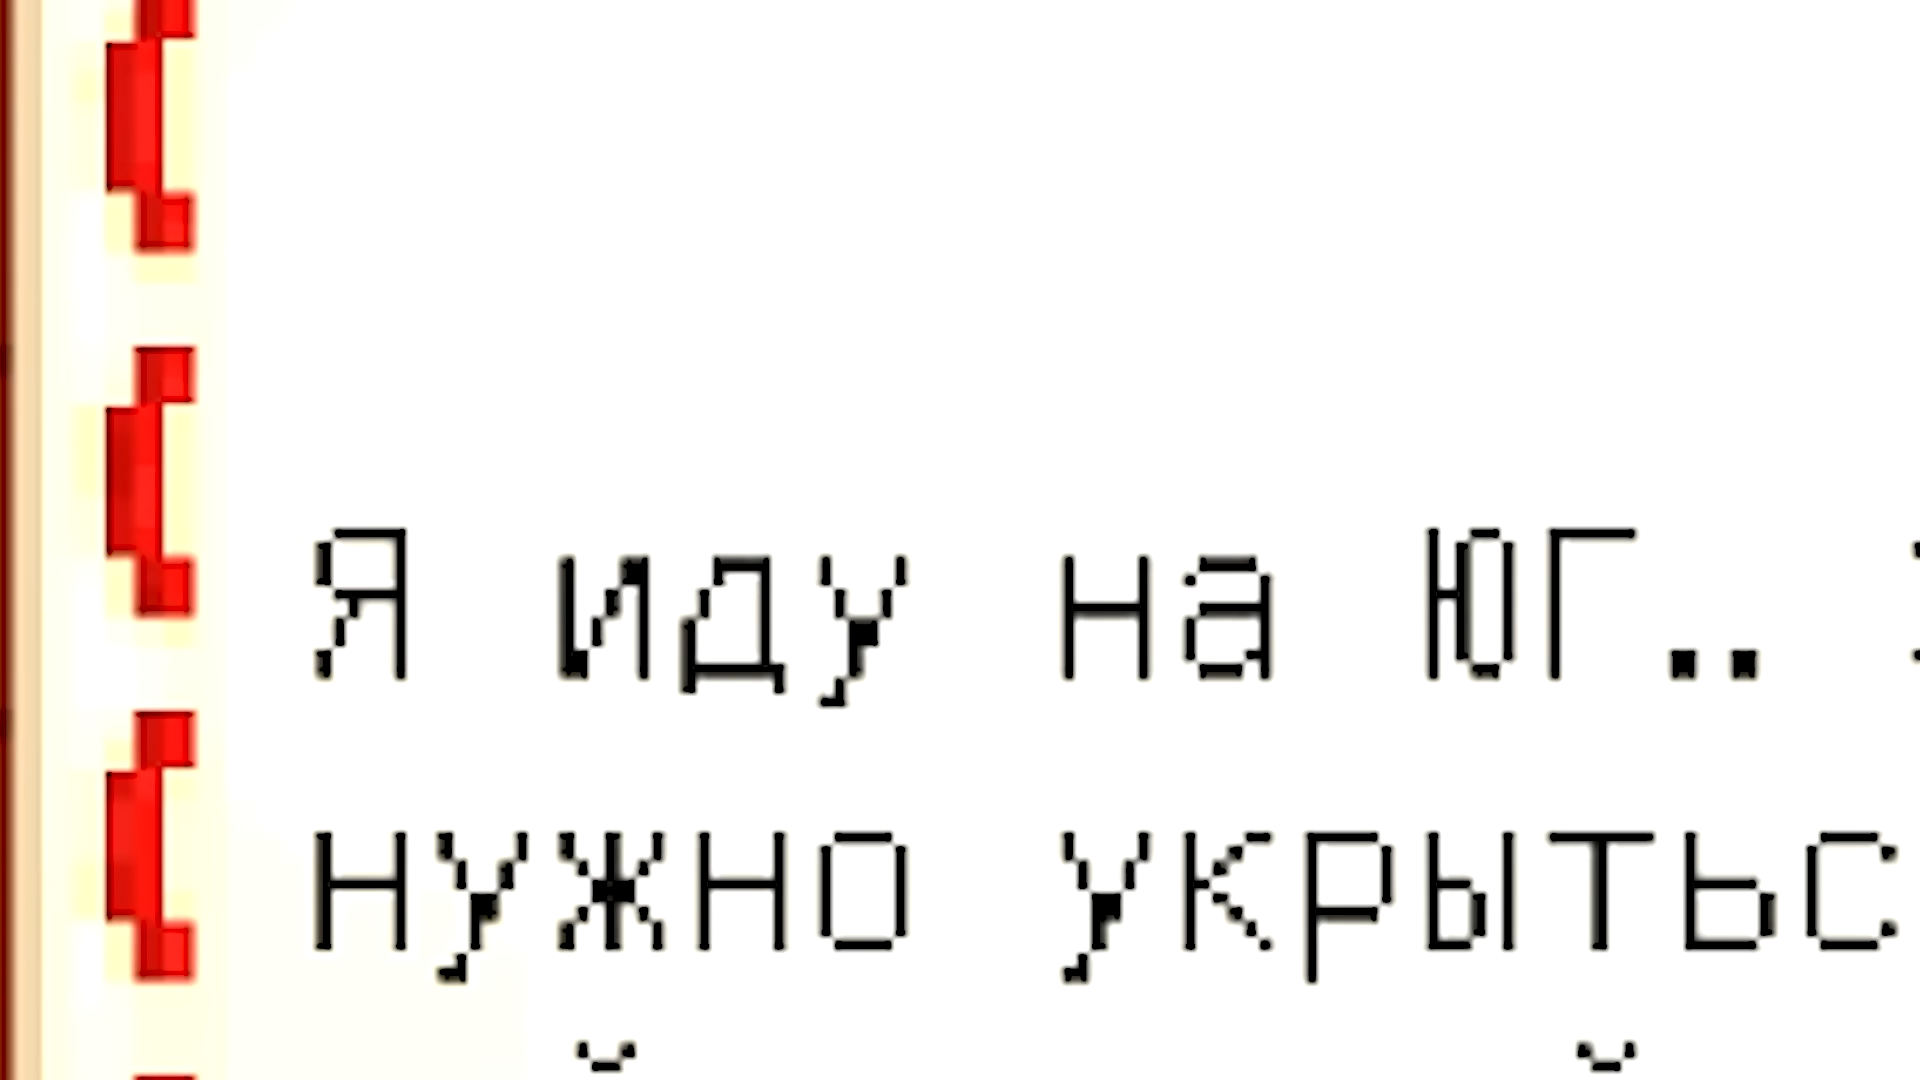 Я иду на ЮГ..
нужно укрытьс